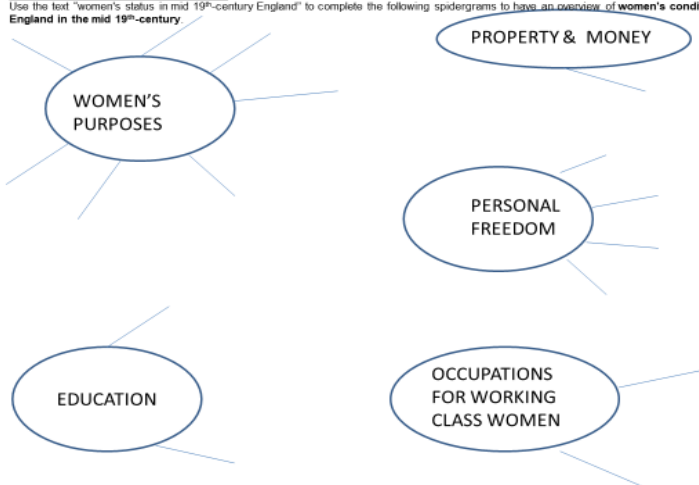 Use the text "women's status in mid 19th-century England" to complete the following spidergrams to have an overview of women's condi
England in the mid 19th-century.
PROPERTY & MONEY
WOMEN'S
PURPOSES
PERSONAL
FREEDOM
EDUCATION
OCCUPATIONS
FOR WORKING
CLASS WOMEN